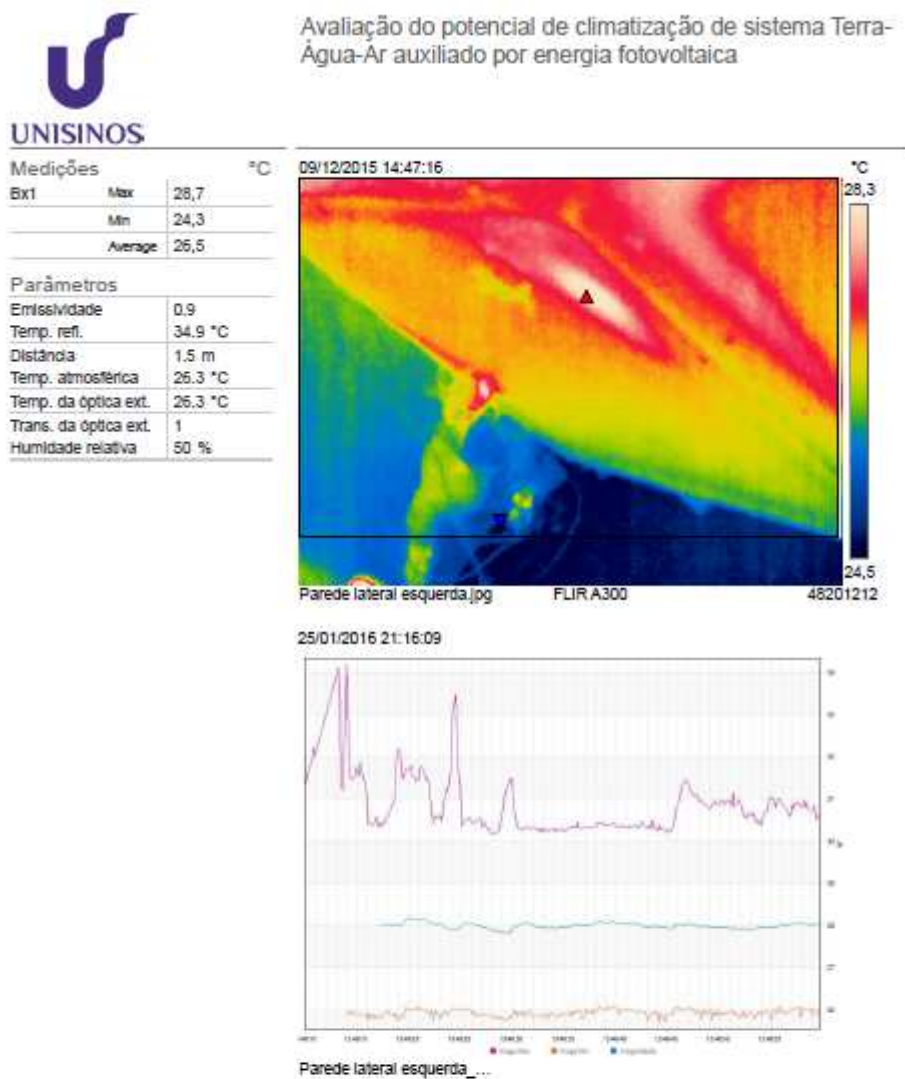 Avaliação do potencial de climatização de sistema Terra-
Água-Ar auxiliado por energia fotovoltaica
UNISINOS
Medições °C
Bx1 Max 28,7
Min 24,3
Average 26,5
Parâmetros
Emissividade 0.9
Temp. refl. 34.9 °C
Distância 1.5 m
Temp. atmosférica 26.3 °C
Temp. da óptica ext. 26.3 °C
Trans. da óptica ext. 1
Humidade relativa 50 %
09/12/2015 14:47:16 °C
28,3
24,5
Parede lateral esquerda.jpg FLIR A300 48201212
25/01/2016 21:16:09
Parede lateral esquerda_...